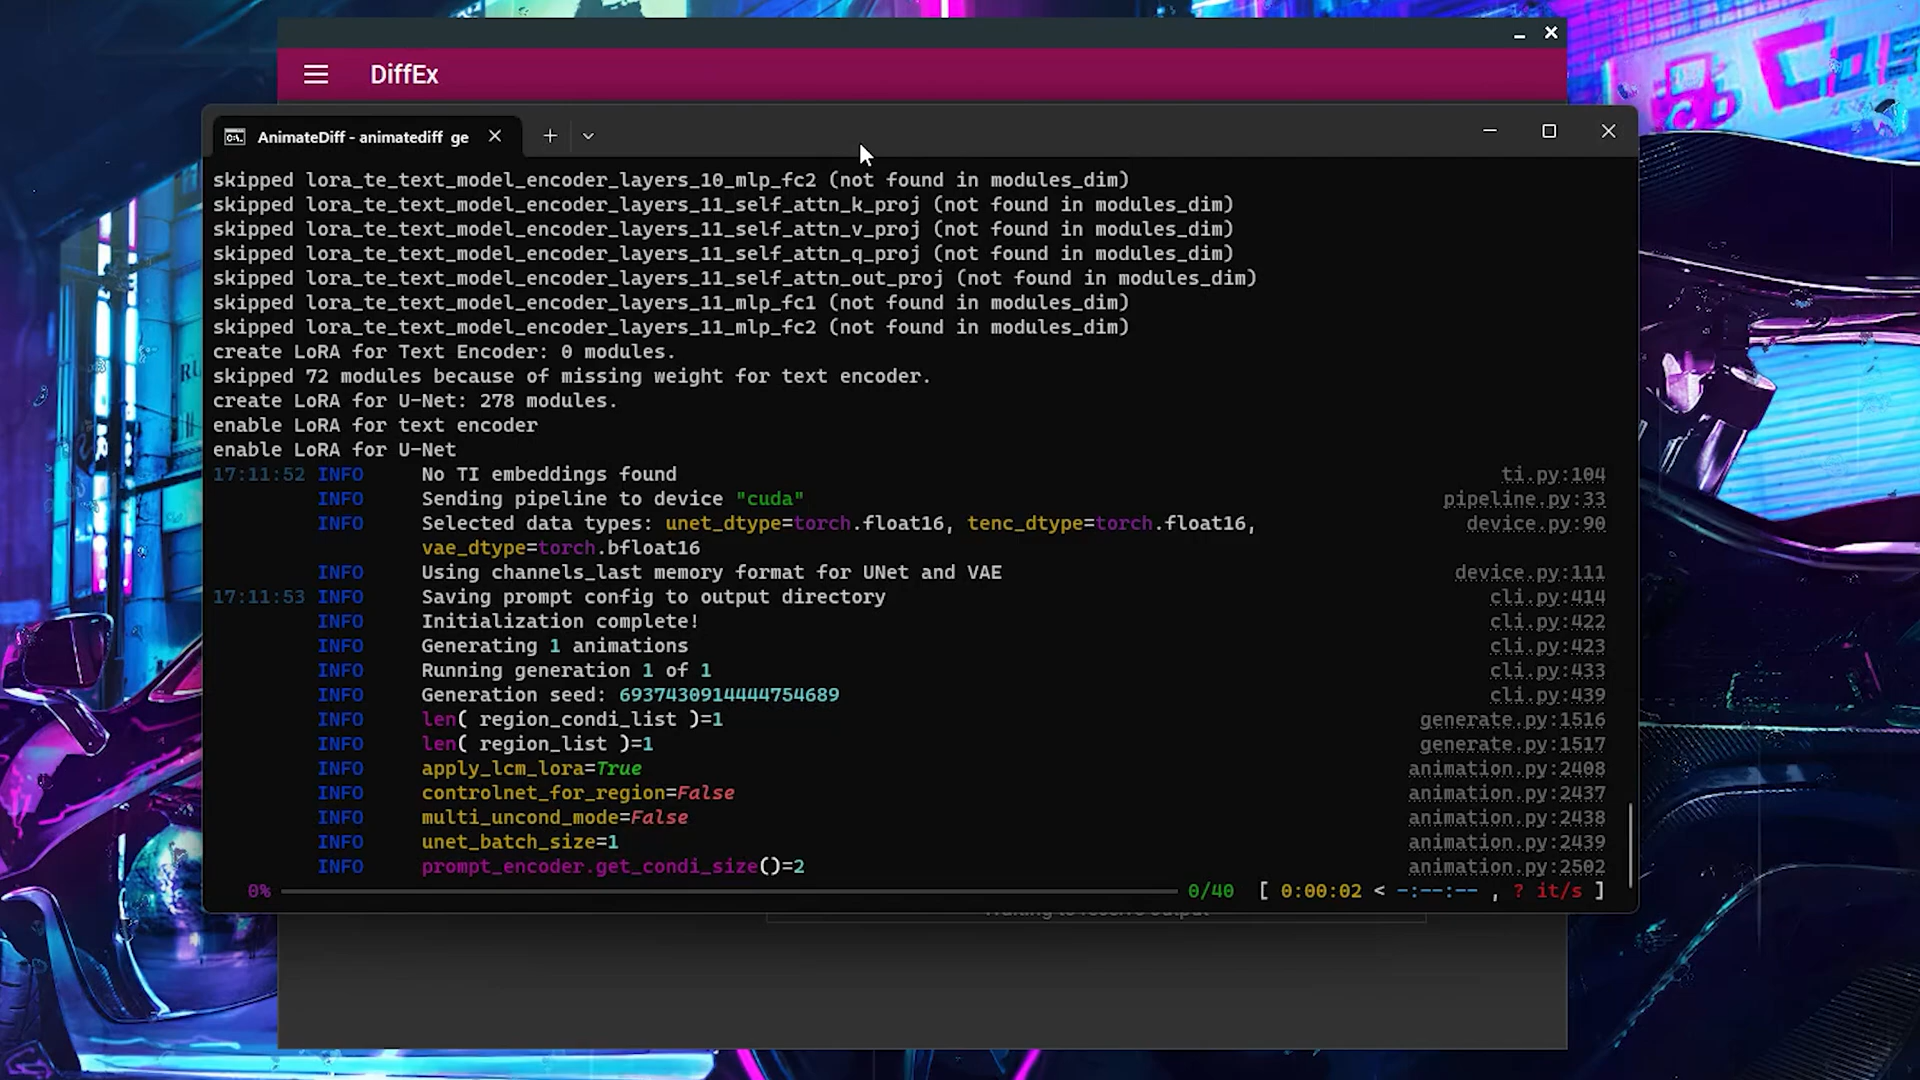 DiffEx
AnimateDiff - animatediff ge
skipped lora_te_text_model_encoder_layers_10_mlp_fc2 (not found in modules_dim)
skipped lora_te_text_model_encoder_layers_11_self_attn_k_proj (not found in modules_dim)
skipped lora_te_text_model_encoder_layers_11_self_attn_v_proj (not found in modules_dim)
skipped lora_te_text_model_encoder_layers_11_self_attn_q_proj (not found in modules_dim)
skipped lora_te_text_model_encoder_layers_11_self_attn_out_proj (not found in modules_dim)
skipped lora_te_text_model_encoder_layers_11_mlp_fc1 (not found in modules_dim)
skipped lora_te_text_model_encoder_layers_11_mlp_fc2 (not found in modules_dim)
create LoRA for Text Encoder: 0 modules.
skipped 72 modules because of missing weight for text encoder.
create LoRA for U-Net: 278 modules.
enable LoRA for text encoder
enable LoRA for U-Net
17:11:52 INFO No TI embeddings found ti.py:104
INFO Sending pipeline to device "cuda" pipeline.py:33
INFO Selected data types: unet_dtype=torch.float16, tenc_dtype=torch.float16, device.py:90
vae_dtype=torch.bfloat16
INFO Using channels_last memory format for UNet and VAE device.py:111
17:11:53 INFO Saving prompt config to output directory cli.py:414
INFO Initialization complete! cli.py:422
INFO Generating 1 animations cli.py:423
INFO Running generation 1 of 1 cli.py:433
INFO Generation seed: 6937430914444754689 cli.py:439
INFO len( region_condi_list )=1 generate.py:1516
INFO len( region_list )=1 generate.py:1517
INFO apply_lcm_lora=True animation.py:2408
INFO controlnet_for_region=False animation.py:2437
INFO multi_uncond_mode=False animation.py:2438
INFO unet_batch_size=1 animation.py:2439
INFO prompt_encoder.get_condi_size()=2 animation.py:2502
0% 0/40 [ 0:00:02 < -:--:-- , ? it/s ]